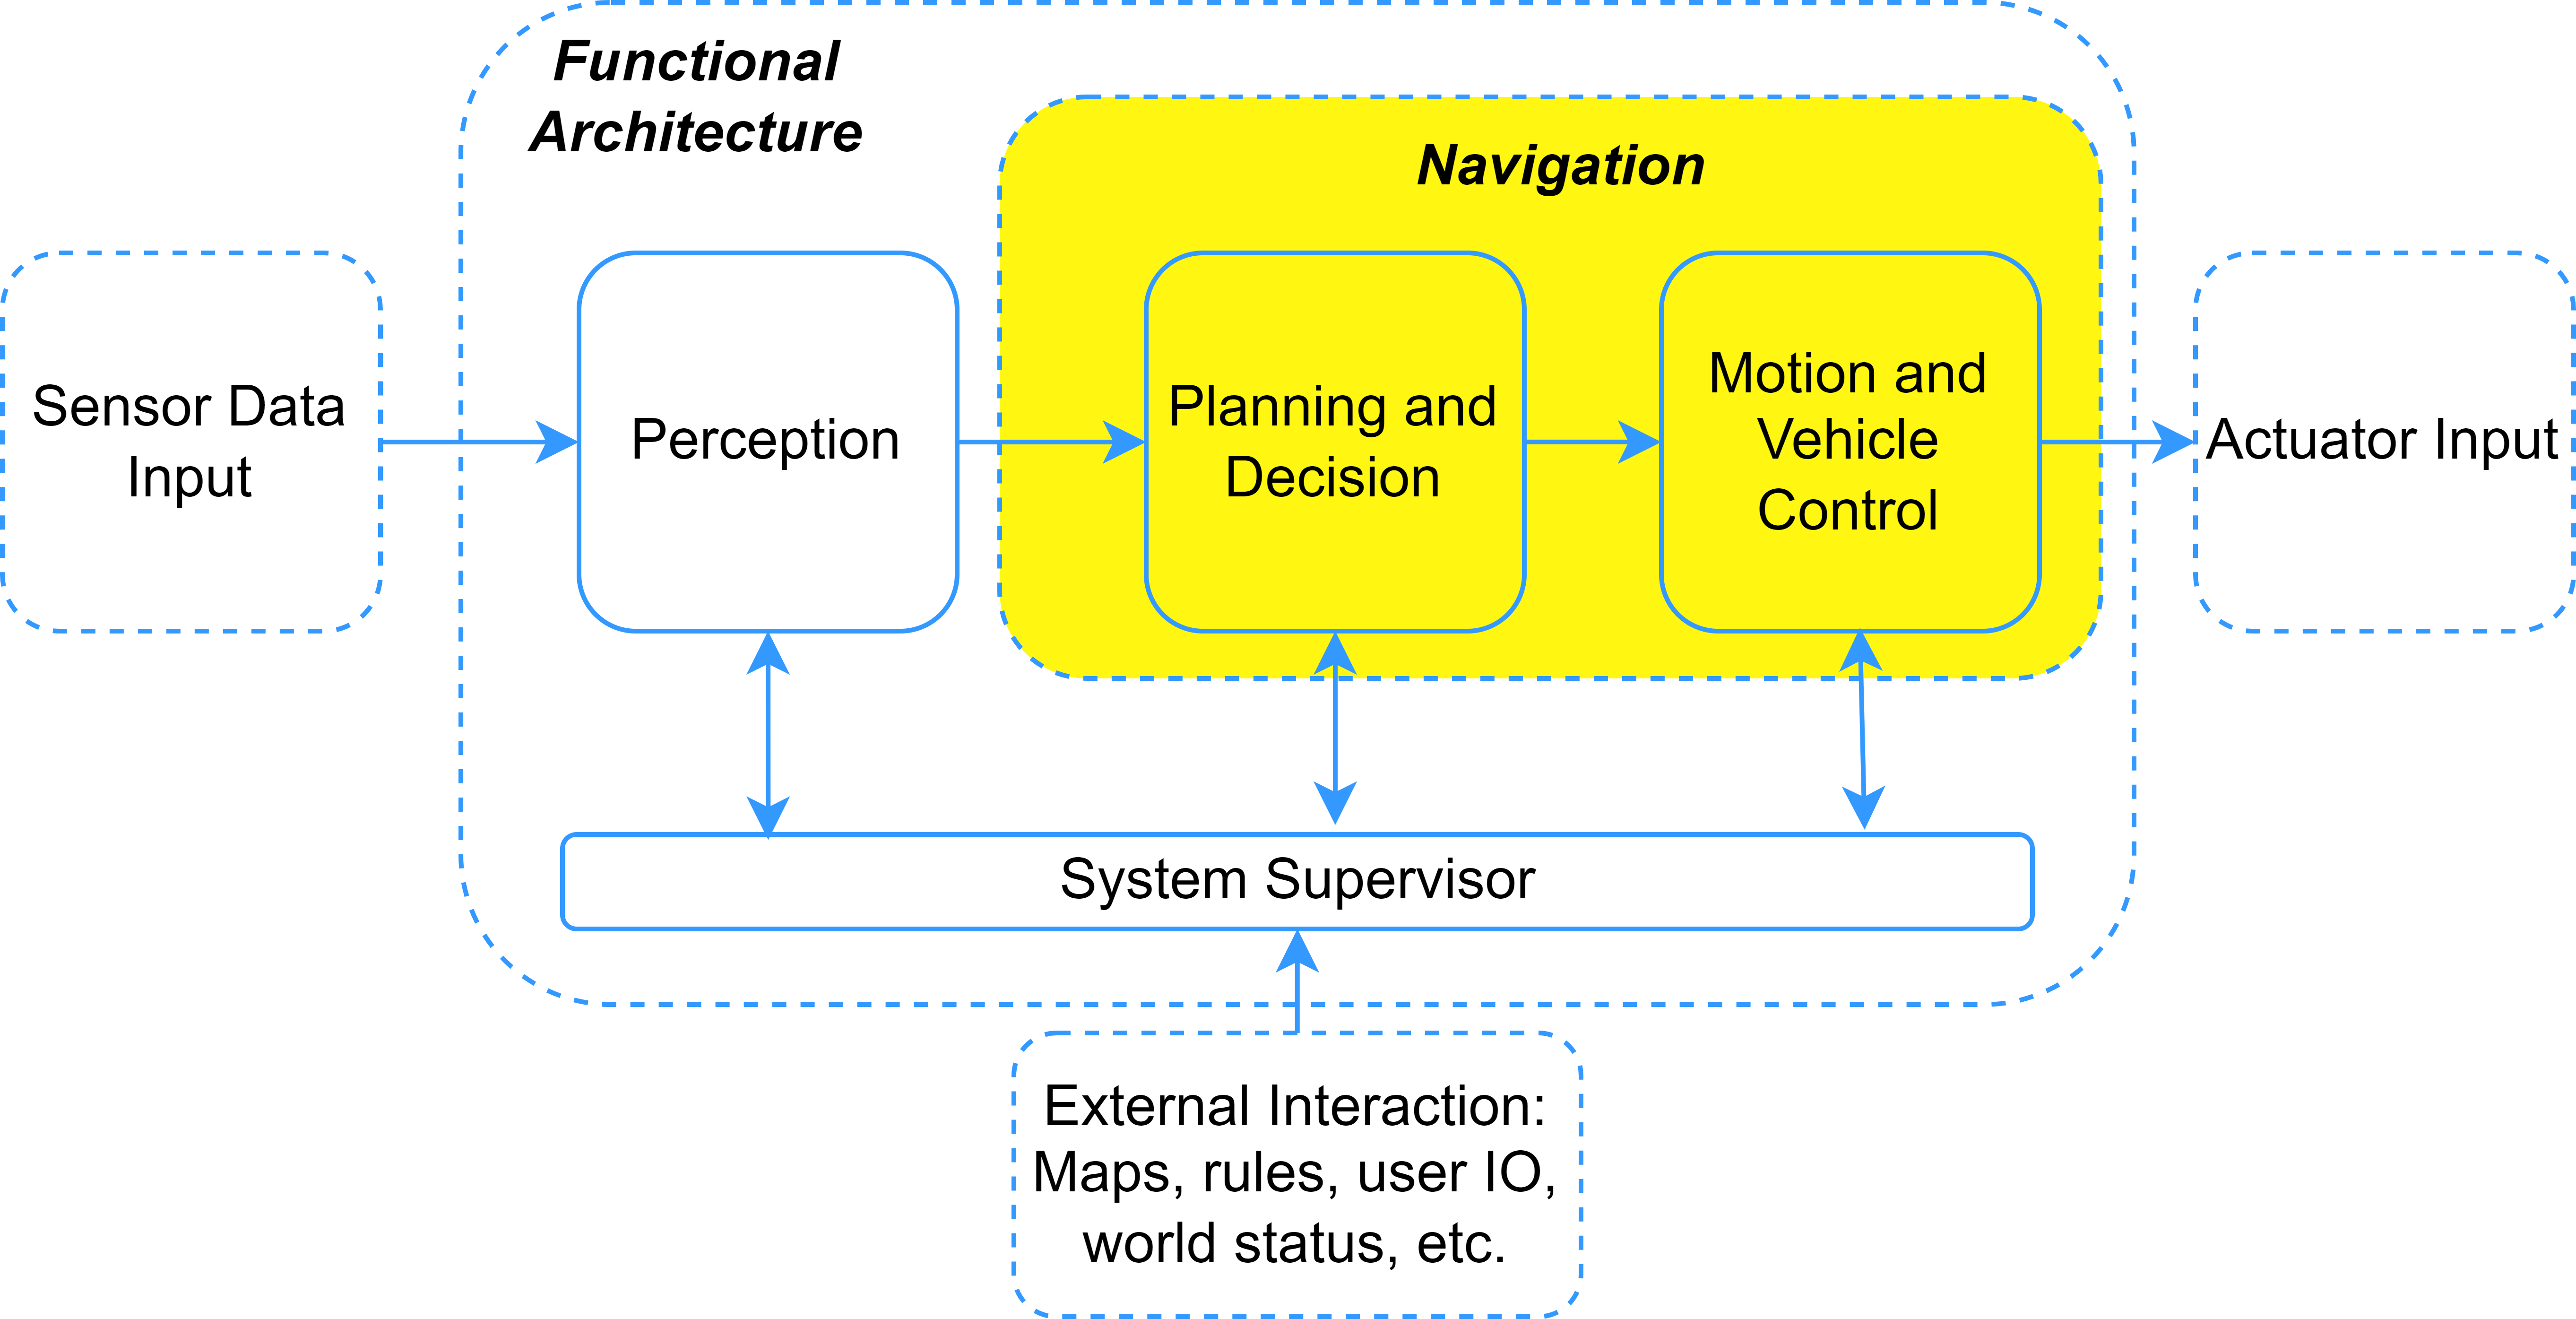 Functional
Architecture
Navigation
Sensor Data
Input
Perception
Planning and
Decision
Motion and
Vehicle
Control
Actuator Input
System Supervisor
External Interaction:
Maps, rules, user IO,
world status, etc.